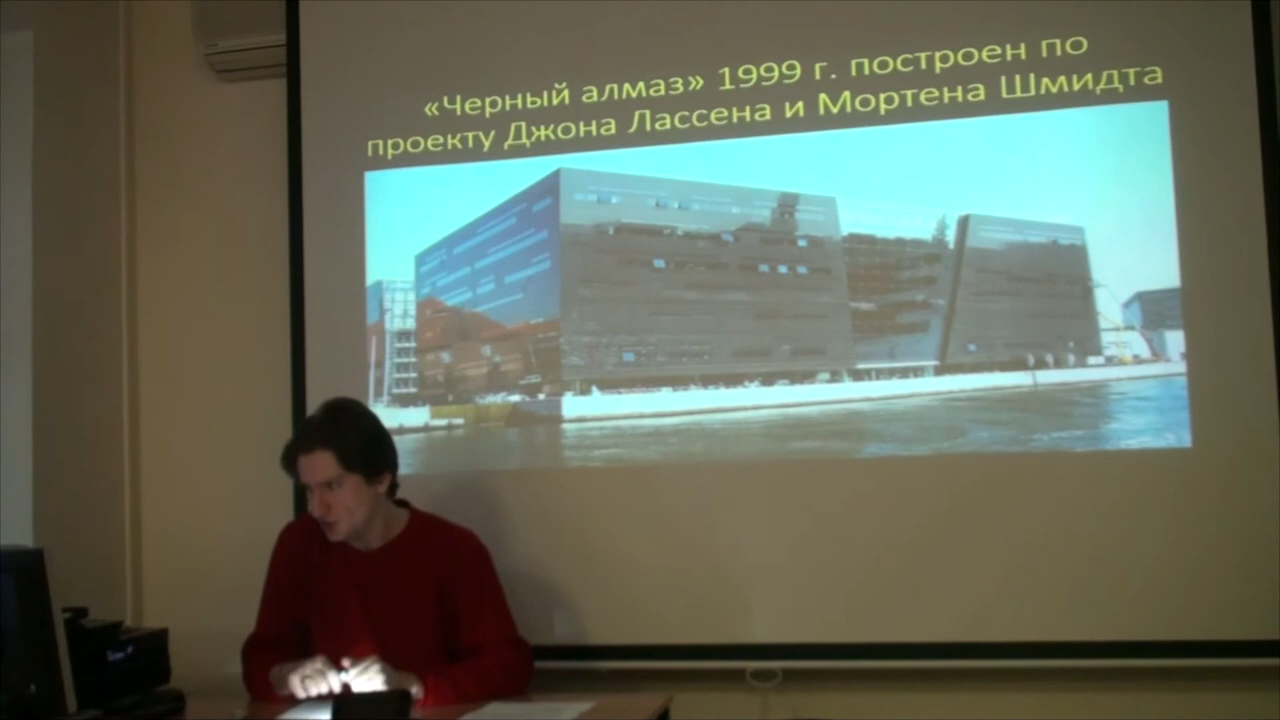 «Черный алмаз» 1999 г. построен по
проекту Джона Лассена и Мортена Шмидта